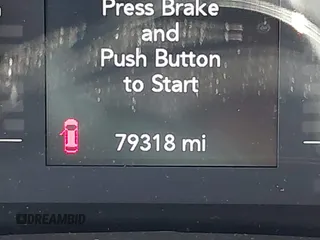 Press Brake
and
Push Button
to Start
79318 mi
DREAMBID